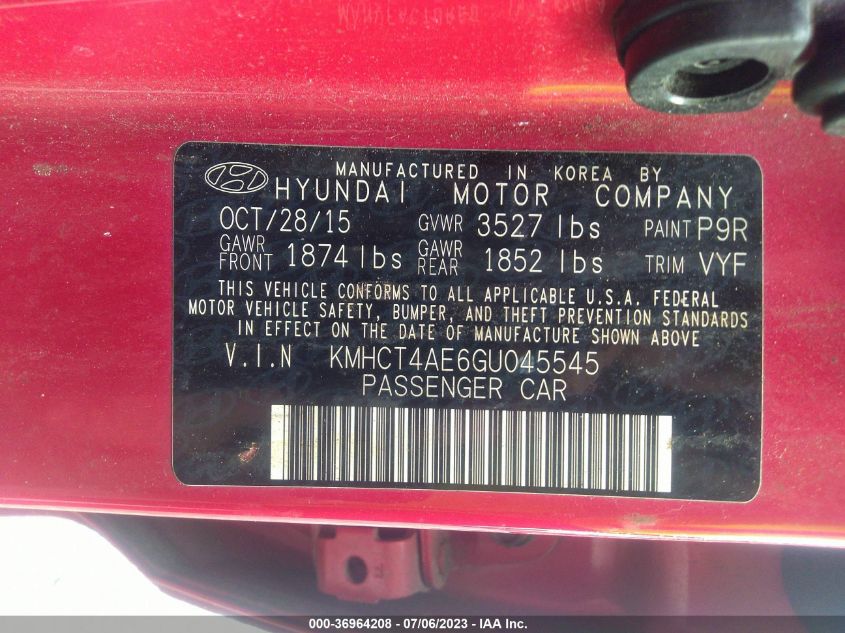 MANUFACTURED IN KOREA BY
HYUNDAI MOTOR COMPANY
OCT/28/15 GVWR 3527 lbs PAINT P9R
GAWR FRONT 1874 lbs GAWR REAR 1852 lbs TRIM VYF
THIS VEHICLE CONFORMS TO ALL APPLICABLE U.S.A. FEDERAL
MOTOR VEHICLE SAFETY, BUMPER, AND THEFT PREVENTION STANDARDS
IN EFFECT ON THE DATE OF MANUFACTURE SHOWN ABOVE
V.I.N KMHCT4AE6GU045545
PASSENGER CAR
000-36964208 - 07/06/2023 - IAA Inc.